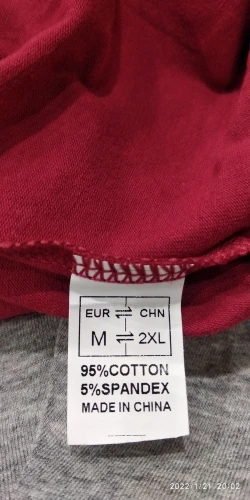 EUR ⇌ CHN
M ⇌ 2XL
95%COTTON
5%SPANDEX
MADE IN CHINA
2022-1-21 20:02